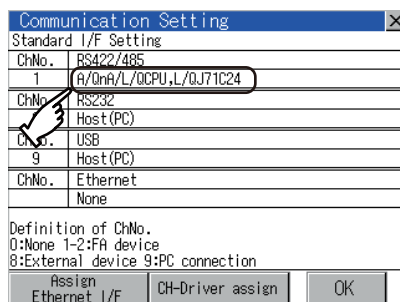 Communication Setting
Standard I/F Setting
ChNo. RS422/485
1 A/QnA/L/QCPU,L/QJ71C24
ChNo. RS232
Host(PC)
ChNo. USB
9 Host(PC)
ChNo. Ethernet
None
Definition of ChNo.
0:None 1-2:FA device
8:External device 9:PC connection
Assign Ethernet I/F CH-Driver assign OK